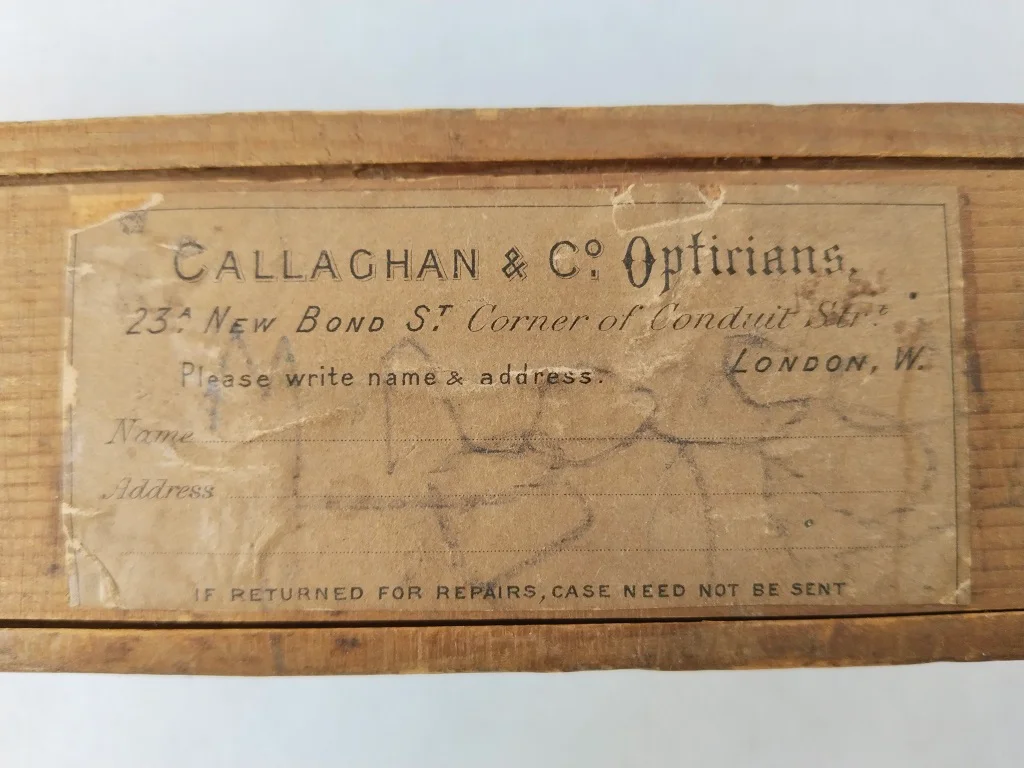 CALLAGHAN & Cº. Opticians,
23A NEW BOND ST. Corner of Conduit Strt.
LONDON, W.
Please write name & address.
Name
Address
IF RETURNED FOR REPAIRS, CASE NEED NOT BE SENT